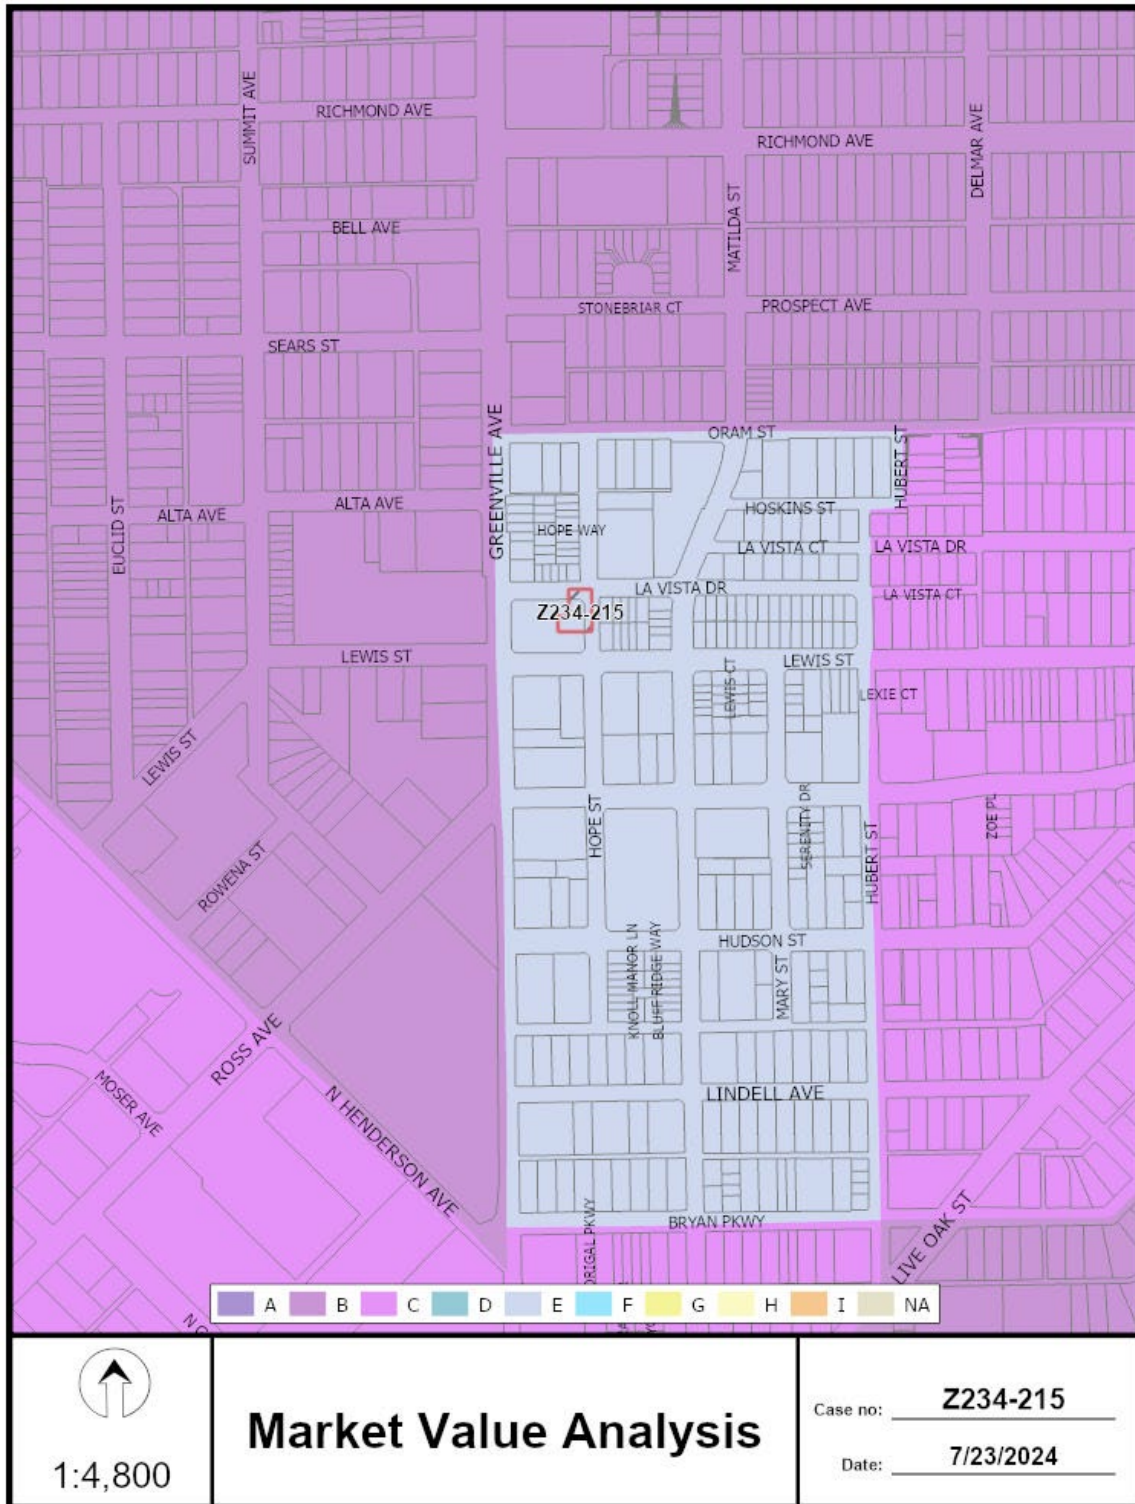 RICHMOND AVE
SUMMIT AVE
RICHMOND AVE
DELMAR AVE
MATILDA ST
BELL AVE
STONEBRIAR CT
PROSPECT AVE
SEARS ST
GREENVILLE AVE
ORAM ST
HUBERT ST
EUCLID ST
ALTA AVE
ALTA AVE
HOSKINS ST
HOPE WAY
LA VISTA CT
LA VISTA DR
LA VISTA DR
LA VISTA CT
Z234-215
LEWIS ST
LEWIS ST
LEWIS CT
LEXIE CT
LEWIS ST
HOPE ST
SERENITY DR
ZOE PL
HUBERT ST
ROWENA ST
HUDSON ST
KNOLL MANOR LN
BLUFF RIDGE WAY
MARY ST
ROSS AVE
MOSER AVE
N HENDERSON AVE
LINDELL AVE
BRYAN PKWY
LIVE OAK ST
A B C D E F G H I NA
1:4,800
Market Value Analysis
Case no: Z234-215
Date: 7/23/2024